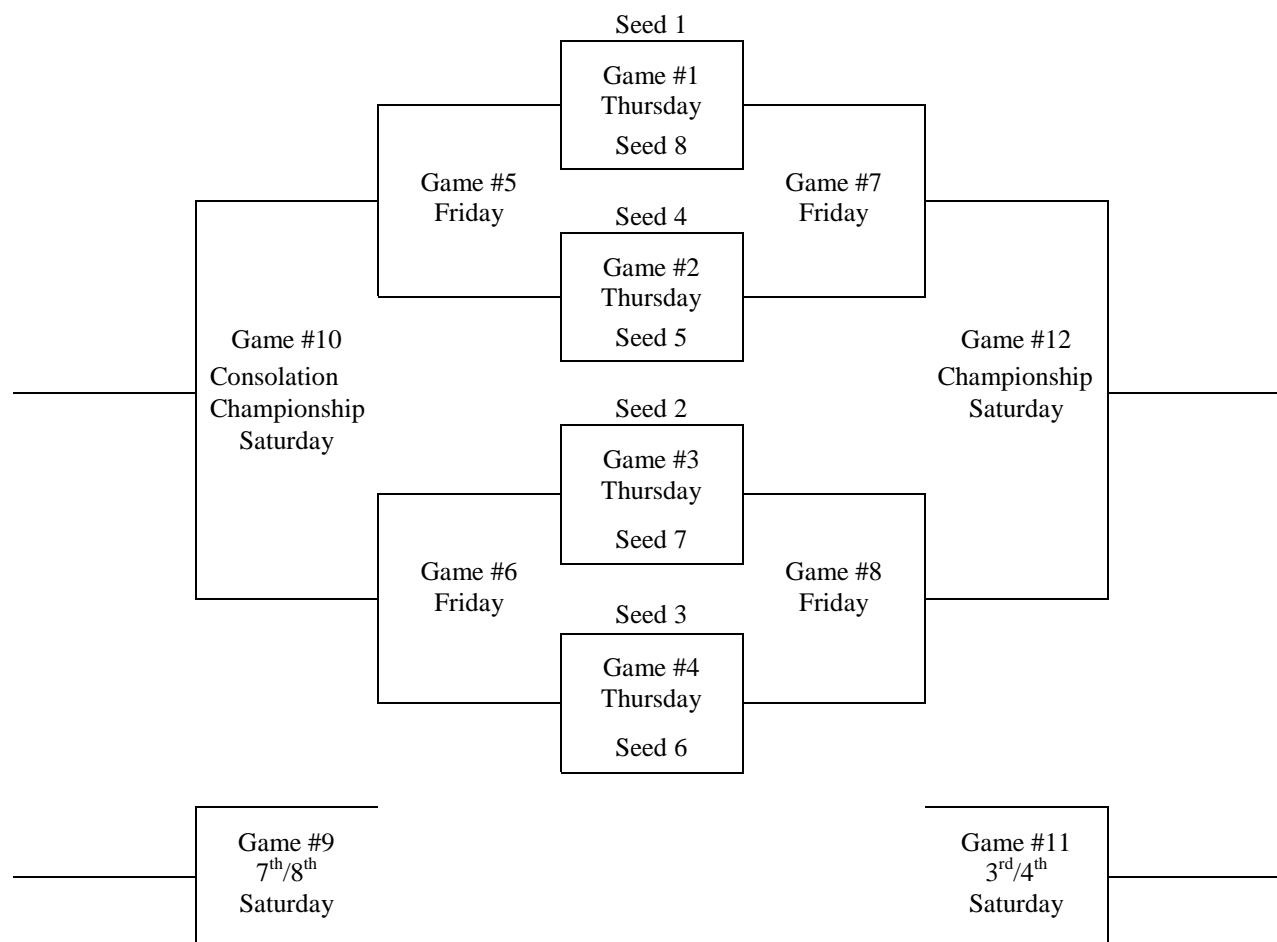 Seed 1
Game #1
Thursday
Seed 8
Game #5
Friday
Game #7
Friday
Seed 4
Game #2
Thursday
Seed 5
Game #10
Consolation
Championship
Saturday
Game #12
Championship
Saturday
Seed 2
Game #3
Thursday
Seed 7
Game #6
Friday
Game #8
Friday
Seed 3
Game #4
Thursday
Seed 6
Game #9
7th/8th
Saturday
Game #11
3rd/4th
Saturday